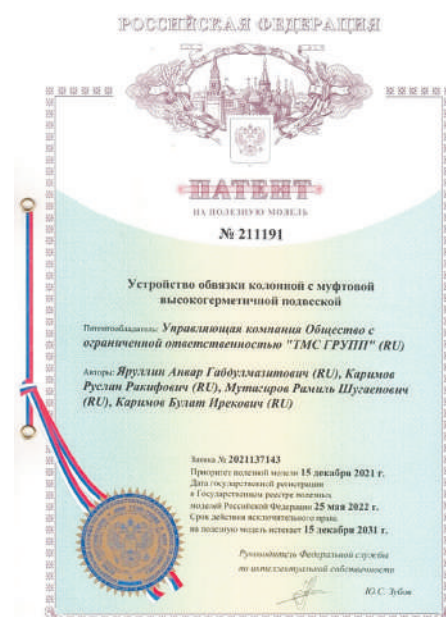 РОССИЙСКАЯ ФЕДЕРАЦИЯ
ПАТЕНТ
НА ПОЛЕЗНУЮ МОДЕЛЬ
№ 211191
Устройство обвязки колонной с муфтовой
высокогерметичной подвеской
Патентообладатель: Управляющая компания Общество с
ограниченной ответственностью "ТМС ГРУПП" (RU)
Авторы: Яруллин Анвар Габдулмазитович (RU), Каримов
Руслан Ракифович (RU), Мутагиров Рамиль Шугаепович
(RU), Каримов Булат Ирекович (RU)
Заявка № 2021137143
Приоритет полезной модели 15 декабря 2021 г.
Дата государственной регистрации
в Государственном реестре полезных
моделей Российской Федерации 25 мая 2022 г.
Срок действия исключительного права
на полезную модель истекает 15 декабря 2031 г.
Руководитель Федеральной службы
по интеллектуальной собственности
Ю.С. Зубов